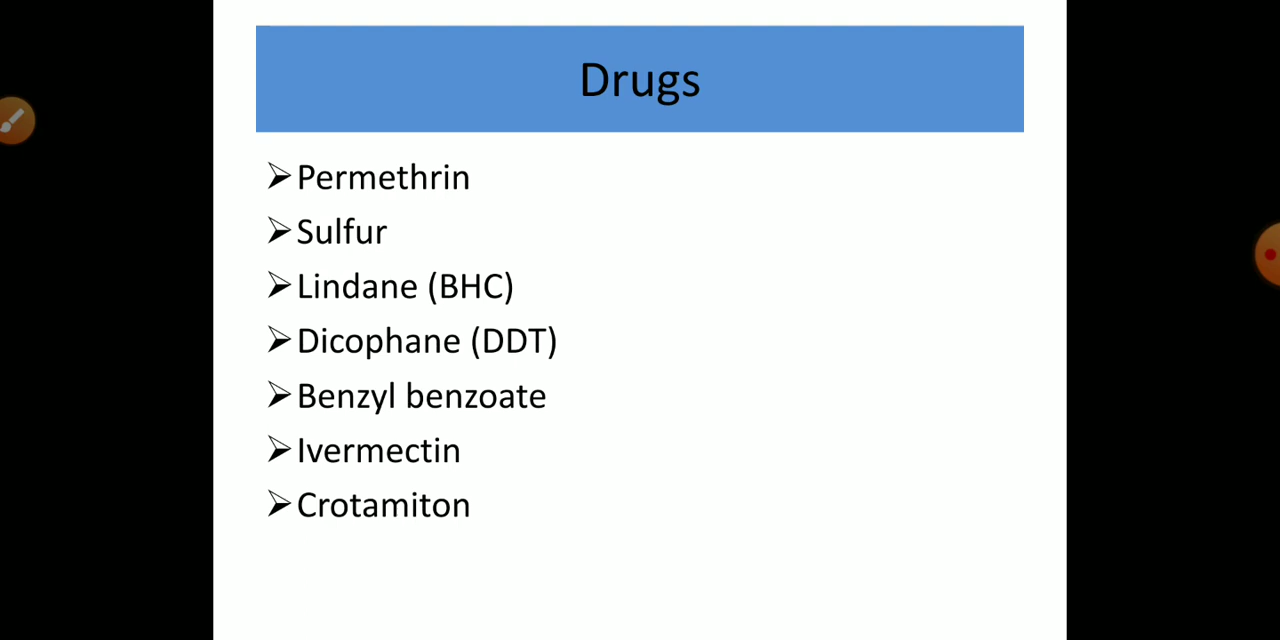 Drugs
➢Permethrin
➢Sulfur
➢Lindane (BHC)
➢Dicophane (DDT)
➢Benzyl benzoate
➢Ivermectin
➢Crotamiton